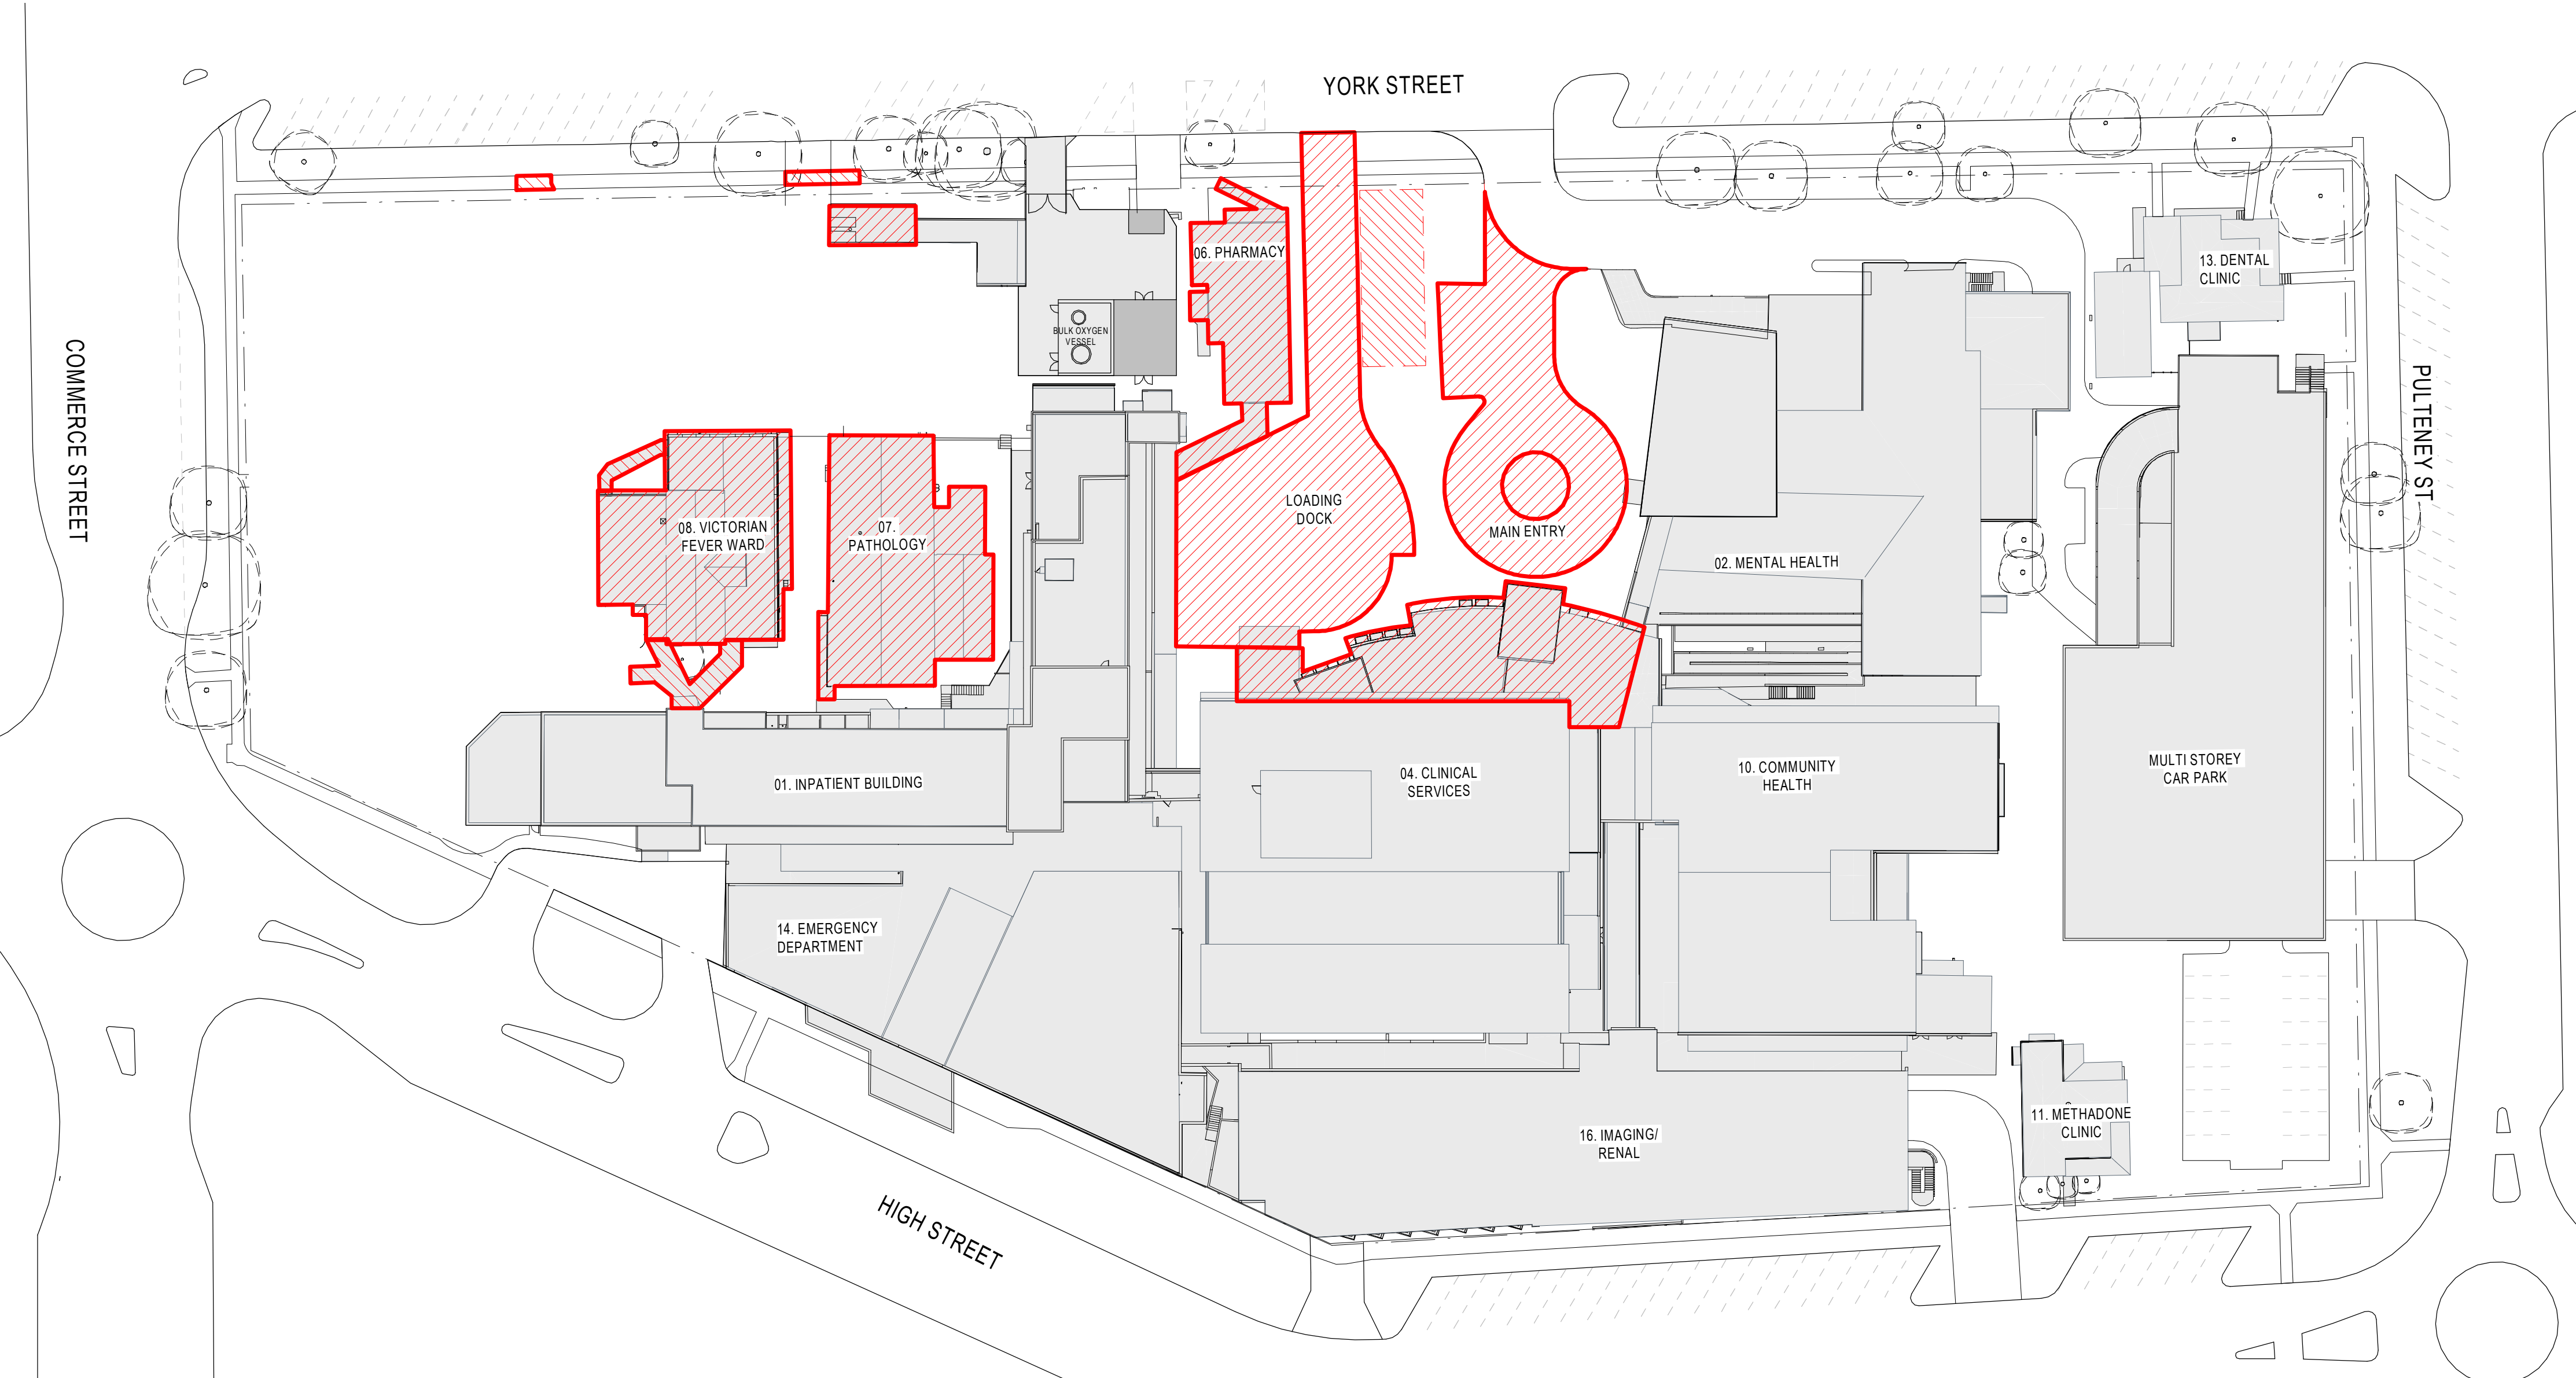 YORK STREET
COMMERCE STREET
PULTENEY ST
HIGH STREET
06. PHARMACY
13. DENTAL
CLINIC
BULK OXYGEN
VESSEL
LOADING
DOCK
MAIN ENTRY
08. VICTORIAN
FEVER WARD
07.
PATHOLOGY
02. MENTAL HEALTH
01. INPATIENT BUILDING
04. CLINICAL
SERVICES
10. COMMUNITY
HEALTH
MULTI STOREY
CAR PARK
14. EMERGENCY
DEPARTMENT
16. IMAGING/
RENAL
11. METHADONE
CLINIC